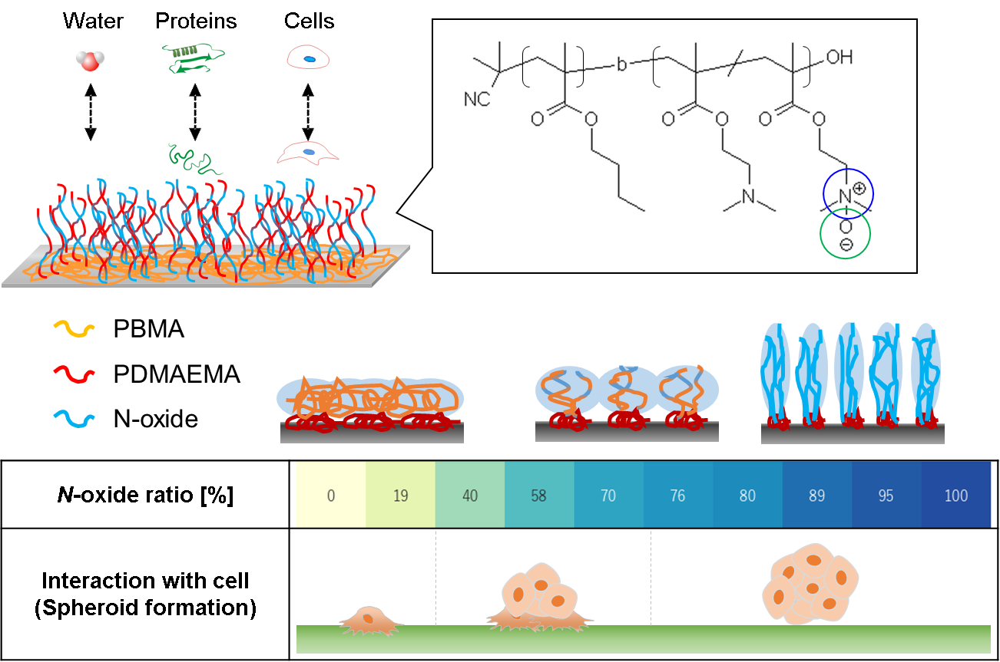 Water Proteins Cells
NC
b
OH
O O O O O O
N N ⊕
O
⊖
PBMA
PDMAEMA
N-oxide
N-oxide ratio [%] 0 19 40 58 70 76 80 89 95 100
Interaction with cell
(Spheroid formation)